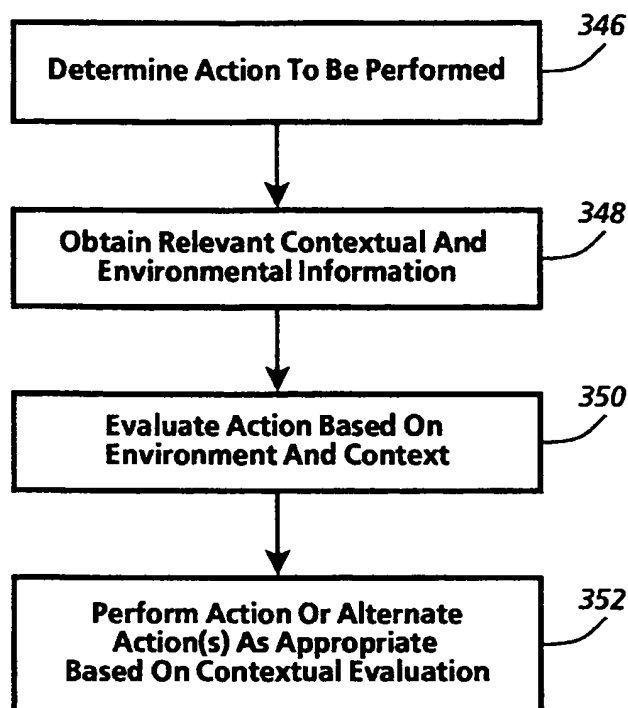 346
Determine Action To Be Performed
348
Obtain Relevant Contextual And
Environmental Information
350
Evaluate Action Based On
Environment And Context
352
Perform Action Or Alternate
Action(s) As Appropriate
Based On Contextual Evaluation